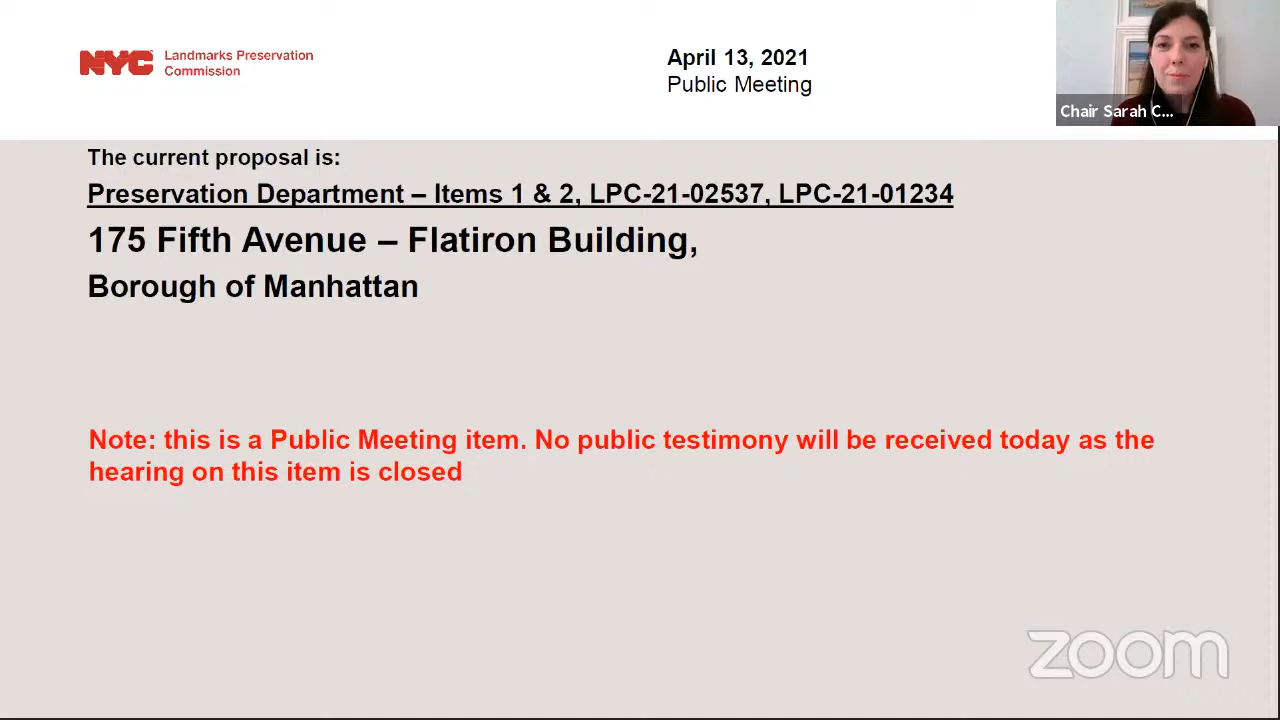 NYC
Landmarks Preservation
Commission
April 13, 2021
Public Meeting
Chair Sarah C...
The current proposal is:
Preservation Department – Items 1 & 2, LPC-21-02537, LPC-21-01234
175 Fifth Avenue – Flatiron Building,
Borough of Manhattan
Note: this is a Public Meeting item. No public testimony will be received today as the
hearing on this item is closed
zoom